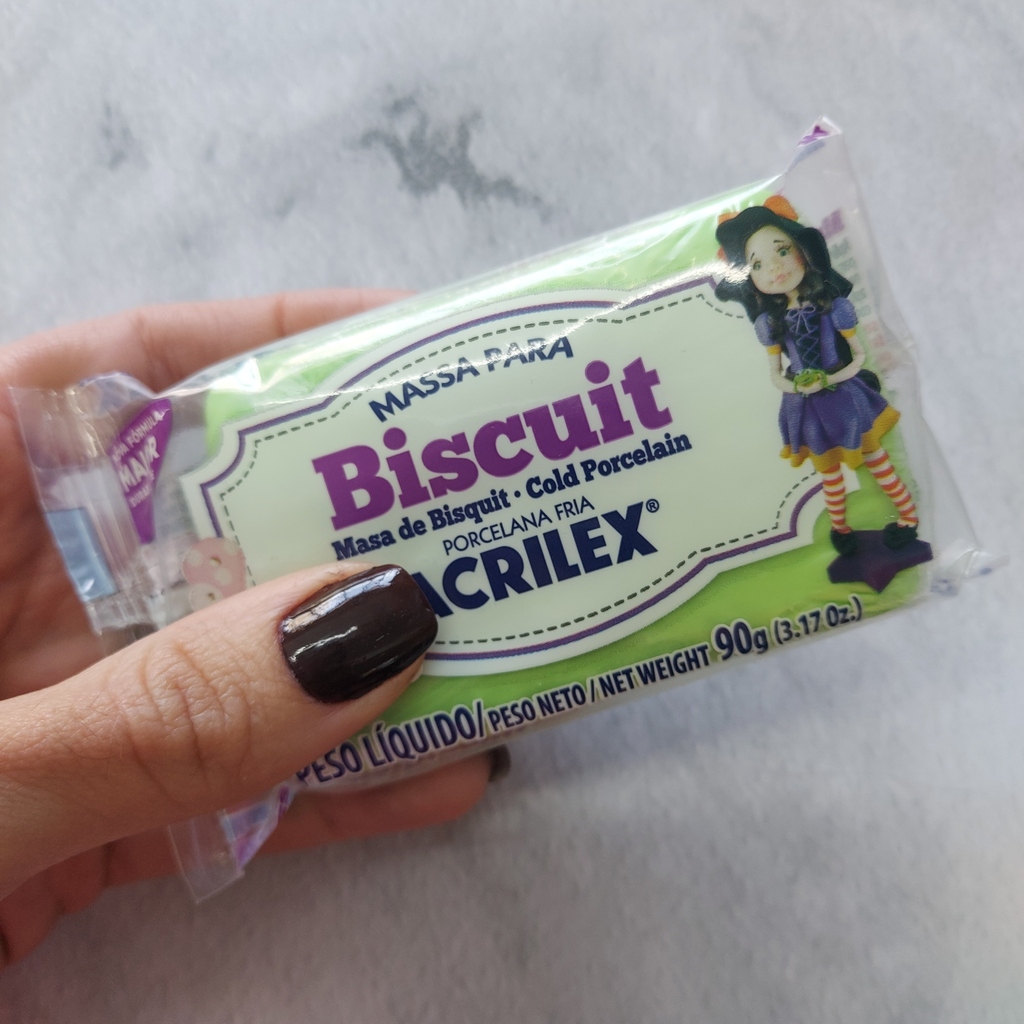 MASSA PARA
Biscuit
Masa de Bisquit · Cold Porcelain
PORCELANA FRIA
ACRILEX®
PESO LÍQUIDO/PESO NETO/NET WEIGHT 90g (3.17 Oz.)
FÓRMULA